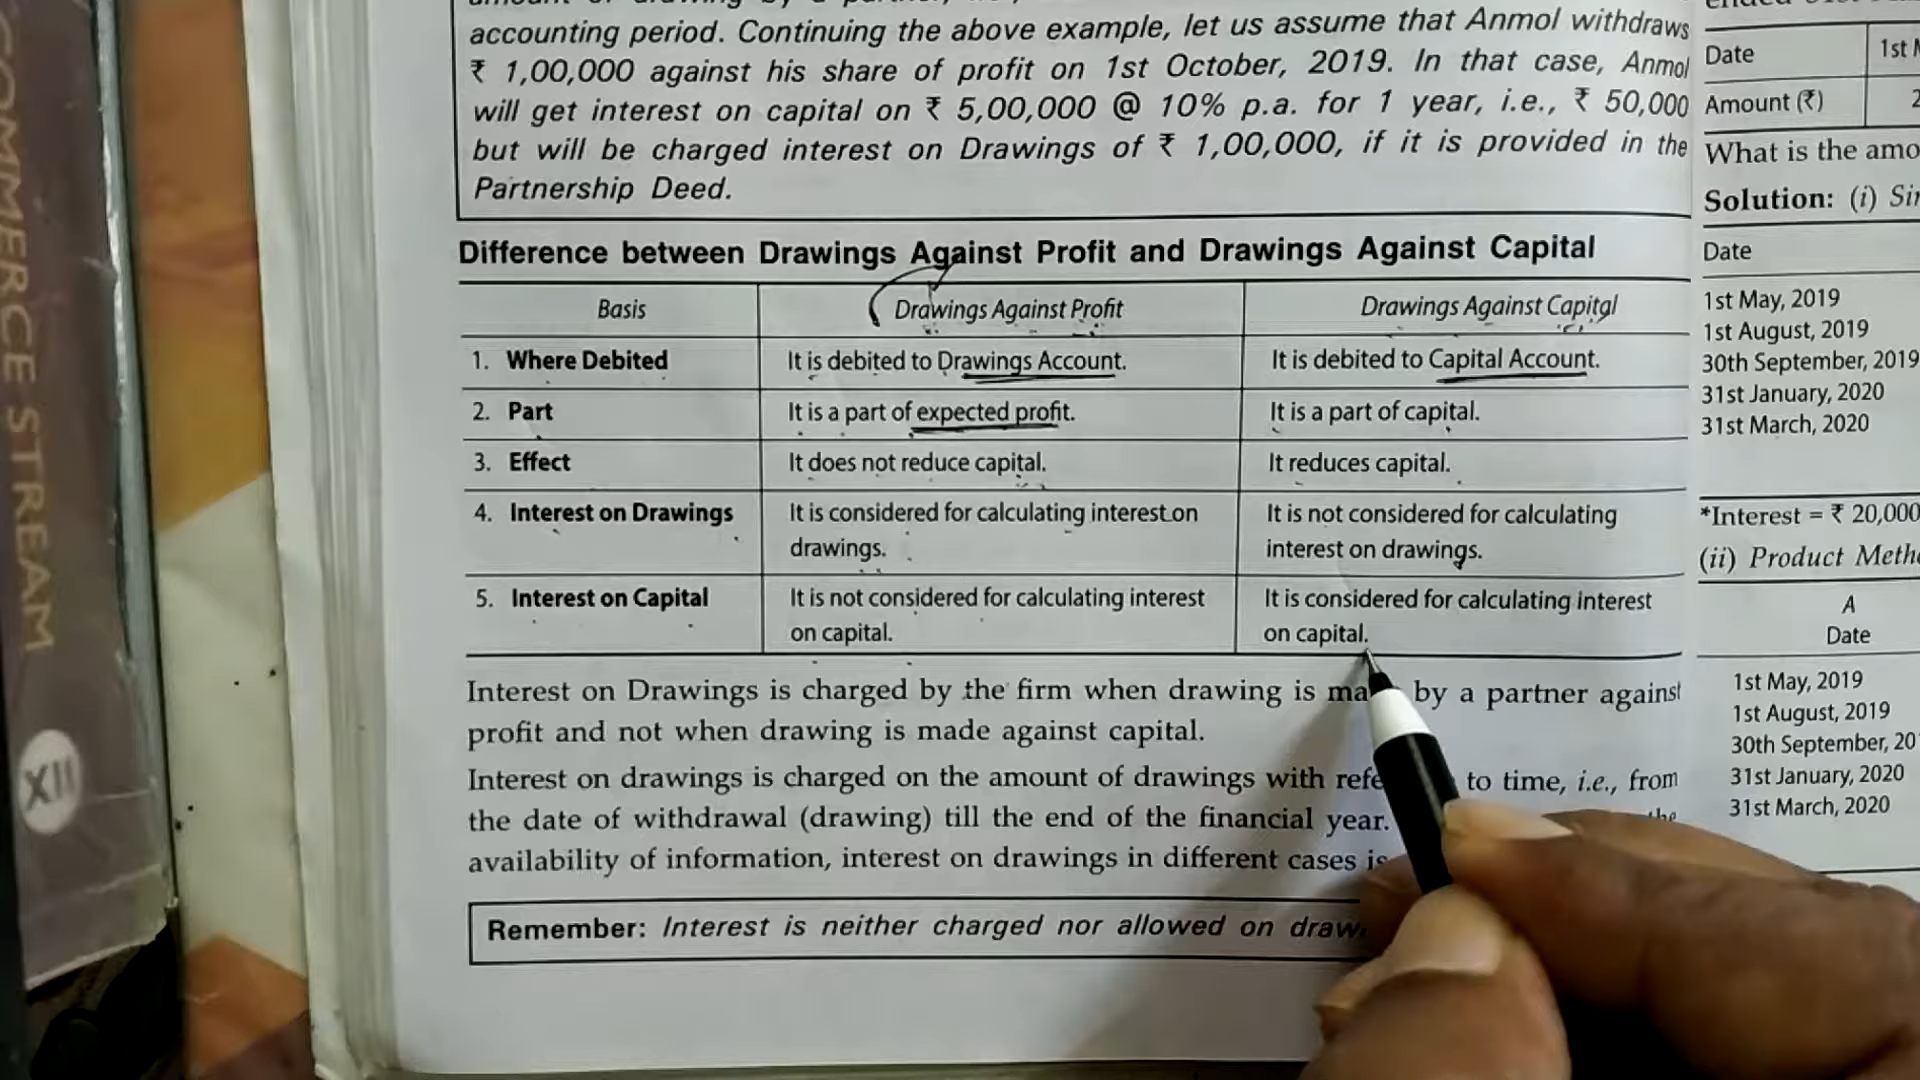 accounting period. Continuing the above example, let us assume that Anmol withdraws
₹ 1,00,000 against his share of profit on 1st October, 2019. In that case, Anmol
will get interest on capital on ₹ 5,00,000 @ 10% p.a. for 1 year, i.e., ₹ 50,000
but will be charged interest on Drawings of ₹ 1,00,000, if it is provided in the
Partnership Deed.
Difference between Drawings Against Profit and Drawings Against Capital
Basis Drawings Against Profit Drawings Against Capital
1. Where Debited It is debited to Drawings Account. It is debited to Capital Account.
2. Part It is a part of expected profit. It is a part of capital.
3. Effect It does not reduce capital. It reduces capital.
4. Interest on Drawings It is considered for calculating interest on It is not considered for calculating
drawings. interest on drawings.
5. Interest on Capital It is not considered for calculating interest It is considered for calculating interest
on capital. on capital.
Interest on Drawings is charged by the firm when drawing is by a partner against
profit and not when drawing is made against capital.
Interest on drawings is charged on the amount of drawings with to time, i.e., from
the date of withdrawal (drawing) till the end of the financial year. the
availability of information, interest on drawings in different cases is
Remember: Interest is neither charged nor allowed on
Date 1st
Amount (₹) 2
What is the
Solution: (i)
Date
1st May, 2019
1st August, 2019
30th September, 2019
31st January, 2020
31st March, 2020
*Interest = ₹ 20,000
(ii) Product
A
Date
1st May, 2019
1st August, 2019
30th September, 20
31st January, 2020
31st March, 2020
COMMERCE STREAM
XII